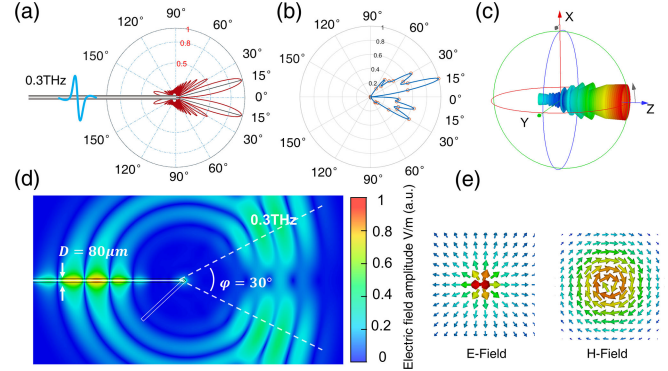 (a)
90°
120°
60°
1
150°
0.5
30°
0.3THz
15°
0°
15°
150°
30°
120°
60°
90°
(b)
90°
120°
60°
1
0.8
0.6
0.4
0.2
0
150°
30°
15°
0°
15°
150°
30°
120°
60°
90°
(c)
X
Y
Z
(d)
0.3THz
D = 80μm
φ = 30°
1
0.8
0.6
0.4
0.2
0
Electric field amplitude V/m (a.u.)
(e)
E-Field
H-Field